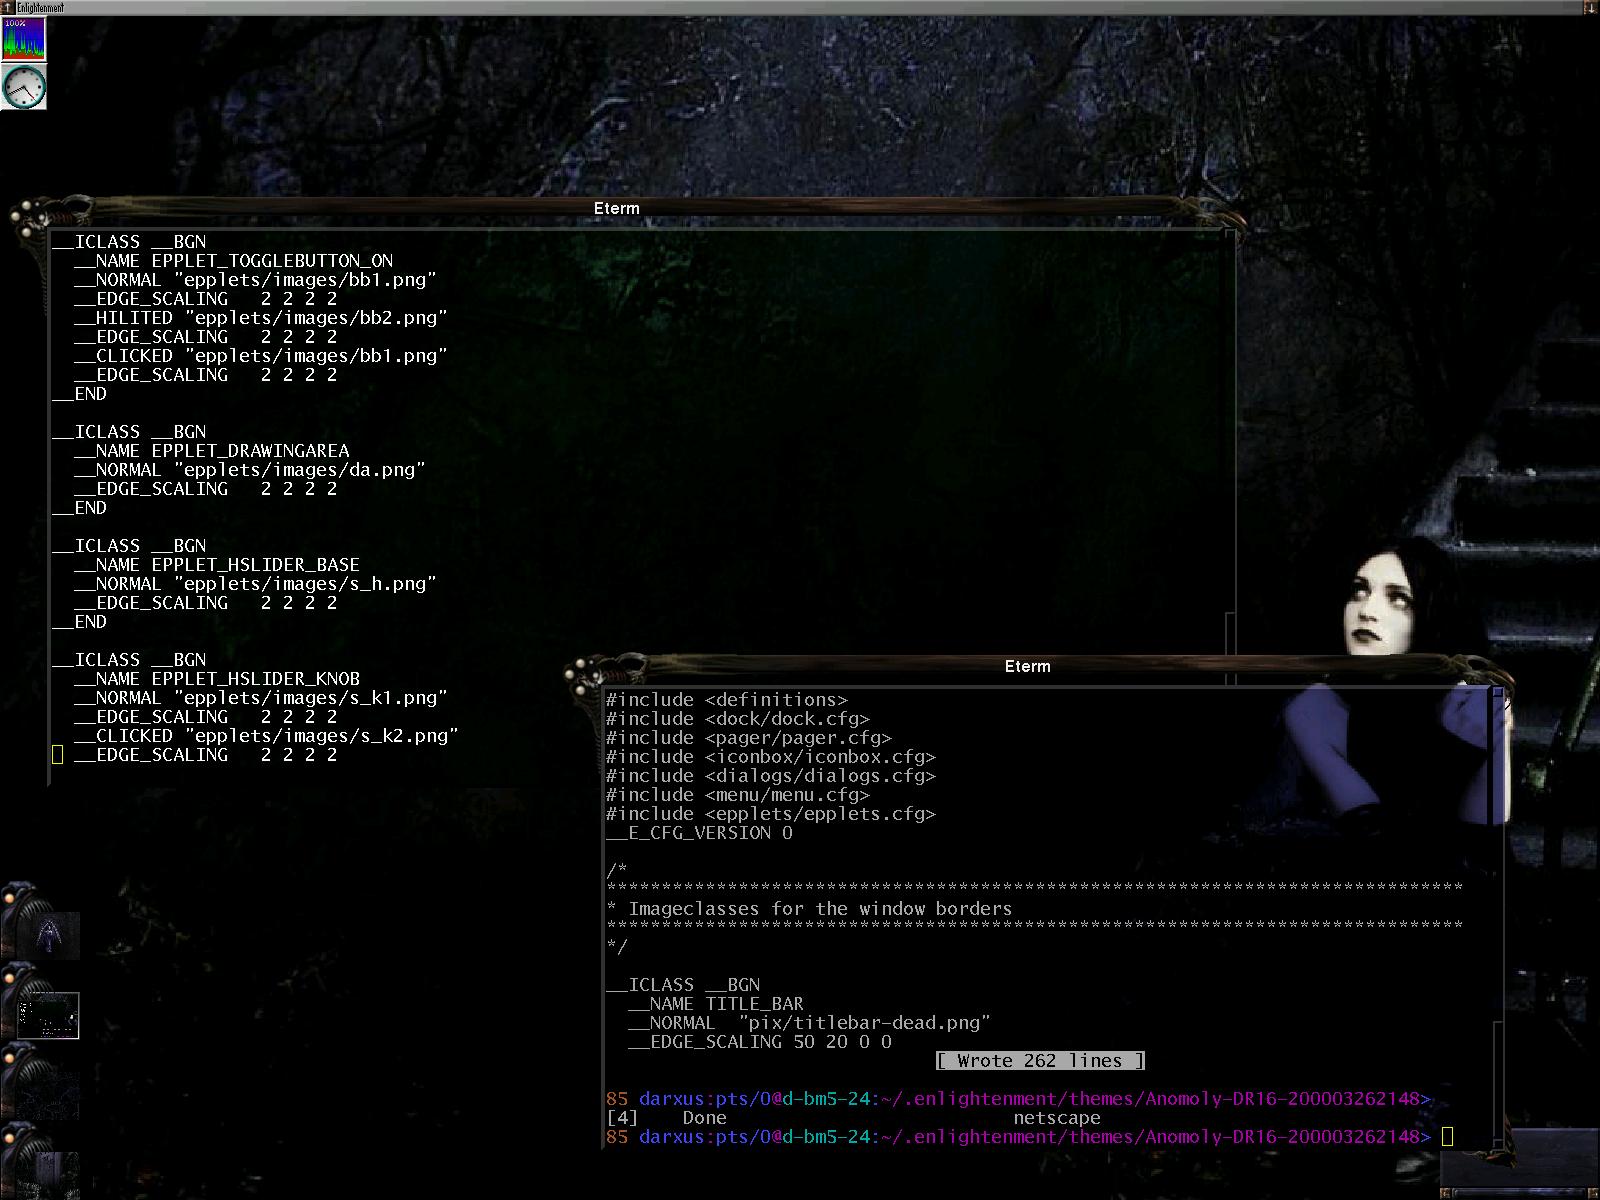 Enlightenment
100%
Eterm
__ICLASS __BGN
  __NAME EPPLET_TOGGLEBUTTON_ON
  __NORMAL "epplets/images/bb1.png"
  __EDGE_SCALING   2 2 2 2
  __HILITED "epplets/images/bb2.png"
  __EDGE_SCALING   2 2 2 2
  __CLICKED "epplets/images/bb1.png"
  __EDGE_SCALING   2 2 2 2
__END
__ICLASS __BGN
  __NAME EPPLET_DRAWINGAREA
  __NORMAL "epplets/images/da.png"
  __EDGE_SCALING   2 2 2 2
__END
__ICLASS __BGN
  __NAME EPPLET_HSLIDER_BASE
  __NORMAL "epplets/images/s_h.png"
  __EDGE_SCALING   2 2 2 2
__END
__ICLASS __BGN
  __NAME EPPLET_HSLIDER_KNOB
  __NORMAL "epplets/images/s_k1.png"
  __EDGE_SCALING   2 2 2 2
  __CLICKED "epplets/images/s_k2.png"
  __EDGE_SCALING   2 2 2 2
Eterm
#include <definitions>
#include <dock/dock.cfg>
#include <pager/pager.cfg>
#include <iconbox/iconbox.cfg>
#include <dialogs/dialogs.cfg>
#include <menu/menu.cfg>
#include <epplets/epplets.cfg>
__E_CFG_VERSION 0
/*
******************************************************************************
* Imageclasses for the window borders
******************************************************************************
*/
__ICLASS __BGN
  __NAME TITLE_BAR
  __NORMAL  "pix/titlebar-dead.png"
  __EDGE_SCALING 50 20 0 0
[ Wrote 262 lines ]
85 darxus:pts/0@d-bm5-24:~/.enlightenment/themes/Anomoly-DR16-200003262148>
[4]    Done                          netscape
85 darxus:pts/0@d-bm5-24:~/.enlightenment/themes/Anomoly-DR16-200003262148>